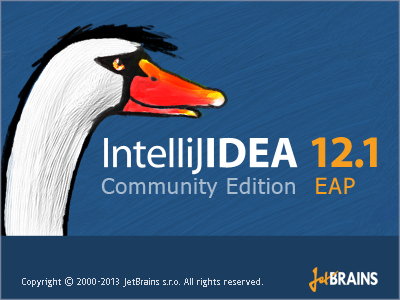 IntelliJIDEA 12.1
Community Edition EAP
Copyright © 2000-2013 JetBrains s.r.o. All rights reserved.
JetBRAINS